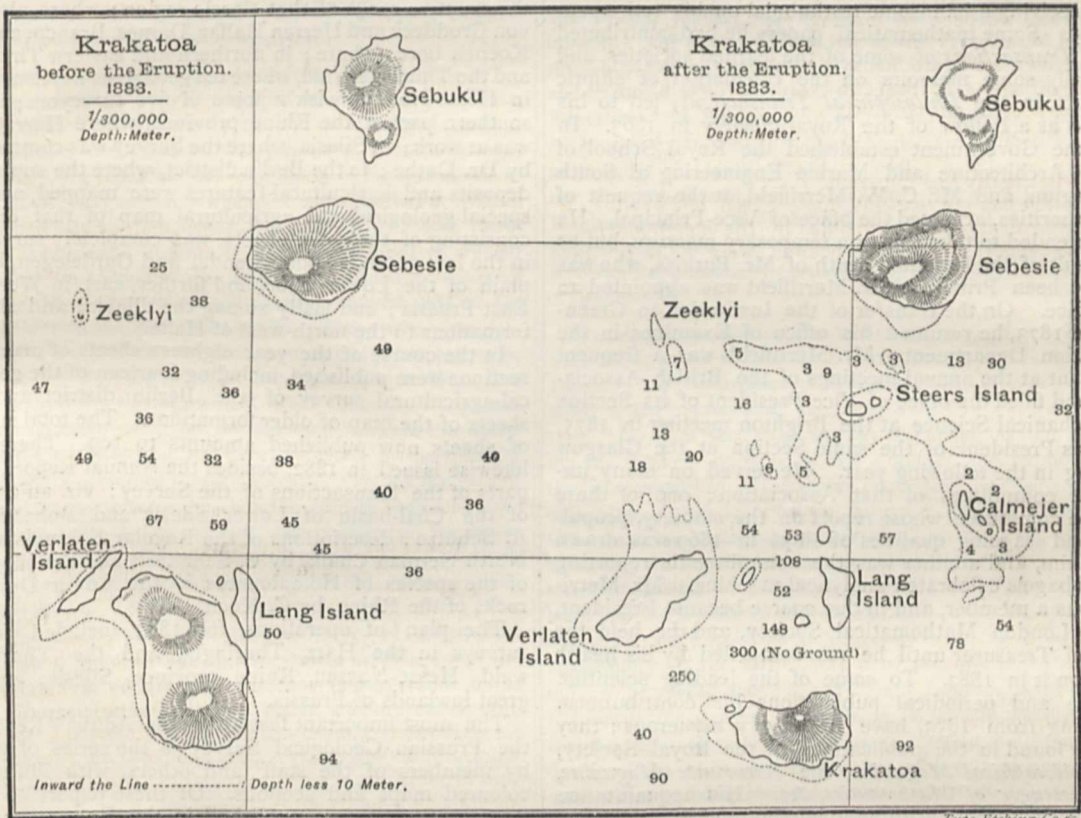 Krakatoa
before the Eruption.
1883.
1/300,000
Depth: Meter.
Sebuku
Sebesie
25
38
Zeeklyi
49
32
34
47
36
36
49
54
32
38
40
40
36
67
59
45
45
Verlaten
Island
36
Lang Island
50
94
Inward the Line ............ Depth less 10 Meter.
Krakatoa
after the Eruption.
1883.
1/300,000
Depth: Meter.
Sebuku
Sebesie
Zeeklyi
7
5
3
9
3
3
13
30
11
Steers Island
16
3
32
13
3
20
18
6
5
11
2
2
Calmejer
Island
54
53
57
4
3
108
52
Lang
Island
148
54
Verlaten
Island
300 (No Ground)
78
250
40
92
Krakatoa
90